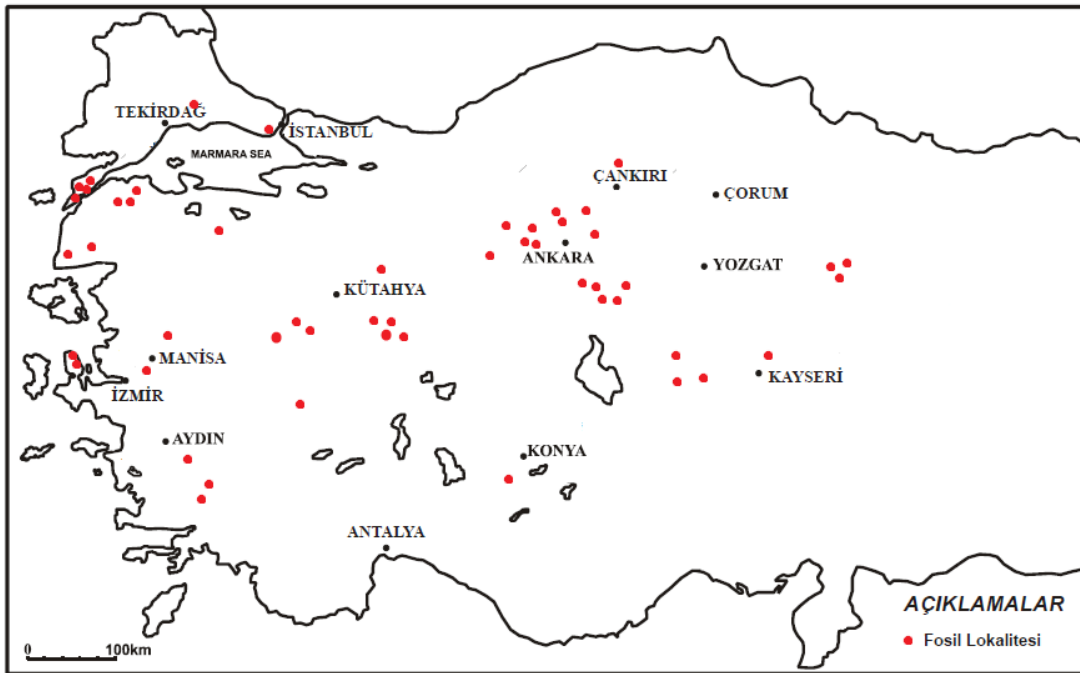 TEKİRDAĞ
İSTANBUL
MARMARA SEA
ÇANKIRI
ÇORUM
ANKARA
YOZGAT
KÜTAHYA
MANİSA
KAYSERİ
İZMİR
AYDIN
KONYA
ANTALYA
AÇIKLAMALAR
Fosil Lokalitesi
0 100km